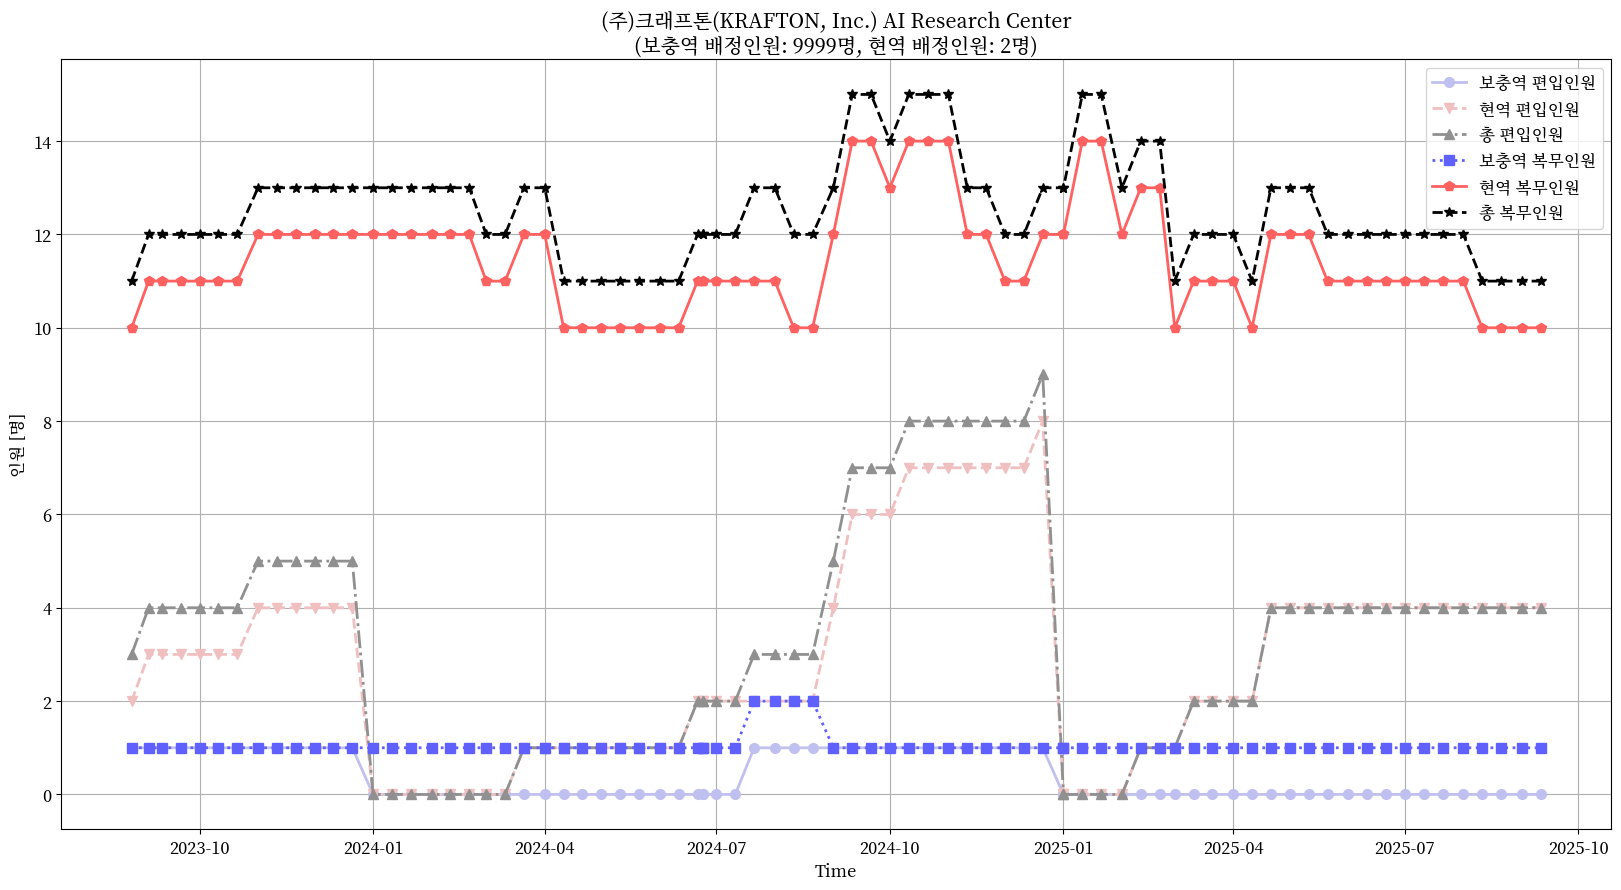 (주)크래프톤(KRAFTON, Inc.) AI Research Center
(보충역 배정인원: 9999명, 현역 배정인원: 2명)
보충역 편입인원
현역 편입인원
총 편입인원
보충역 복무인원
현역 복무인원
총 복무인원
인원 [명]
14
12
10
8
6
4
2
0
2023-10
2024-01
2024-04
2024-07
2024-10
2025-01
2025-04
2025-07
2025-10
Time